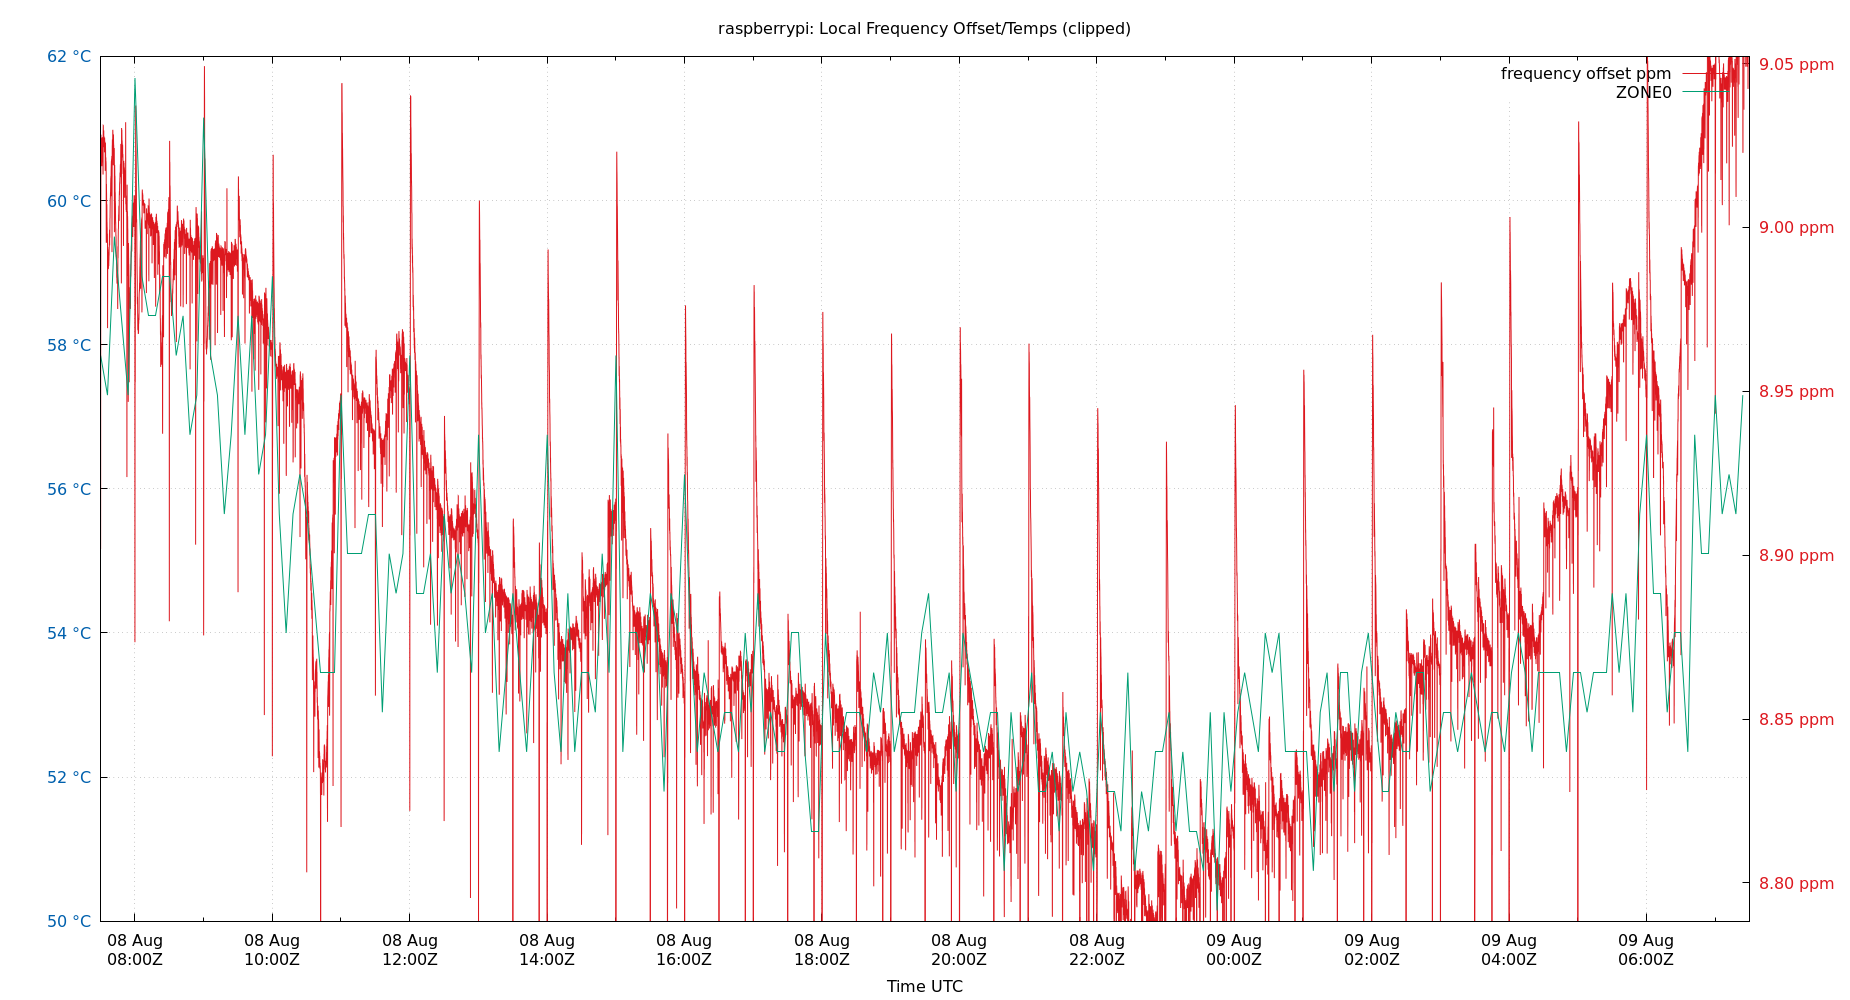 raspberrypi: Local Frequency Offset/Temps (clipped)
frequency offset ppm
ZONE0
62 °C
60 °C
58 °C
56 °C
54 °C
52 °C
50 °C
9.05 ppm
9.00 ppm
8.95 ppm
8.90 ppm
8.85 ppm
8.80 ppm
08 Aug
08:00Z
08 Aug
10:00Z
08 Aug
12:00Z
08 Aug
14:00Z
08 Aug
16:00Z
08 Aug
18:00Z
08 Aug
20:00Z
08 Aug
22:00Z
09 Aug
00:00Z
09 Aug
02:00Z
09 Aug
04:00Z
09 Aug
06:00Z
Time UTC